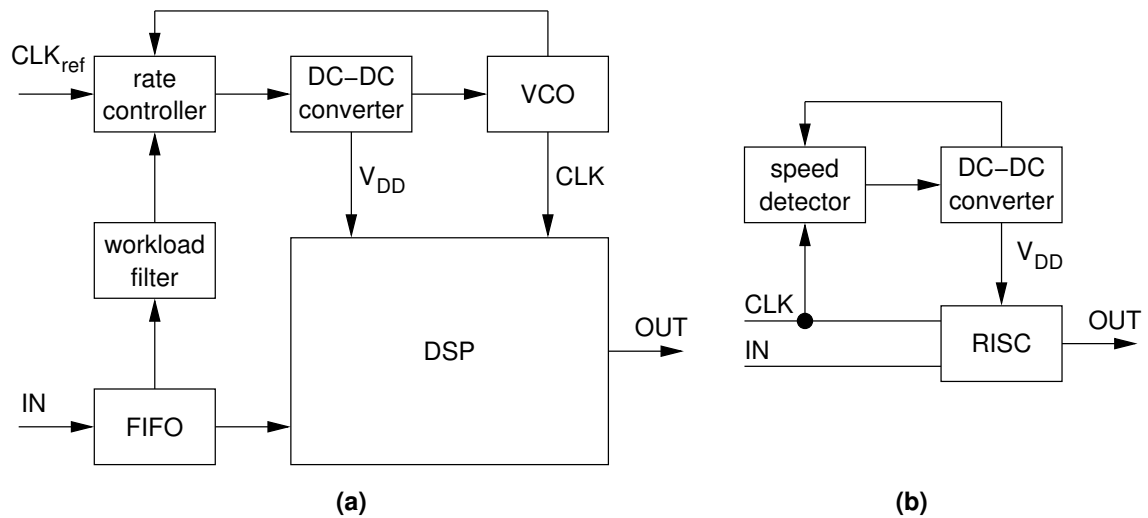 CLKref
rate
controller
DC–DC
converter
VCO
VDD
CLK
workload
filter
DSP
OUT
IN
FIFO
(a)
speed
detector
DC–DC
converter
VDD
CLK
IN
RISC
OUT
(b)